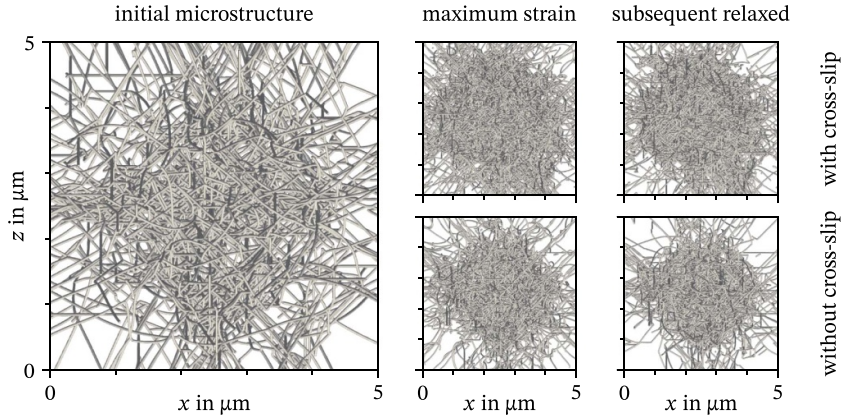 initial microstructure
maximum strain
subsequent relaxed
5
z in μm
0
0
x in μm
5
0
x in μm
5
0
x in μm
5
with cross-slip
without cross-slip